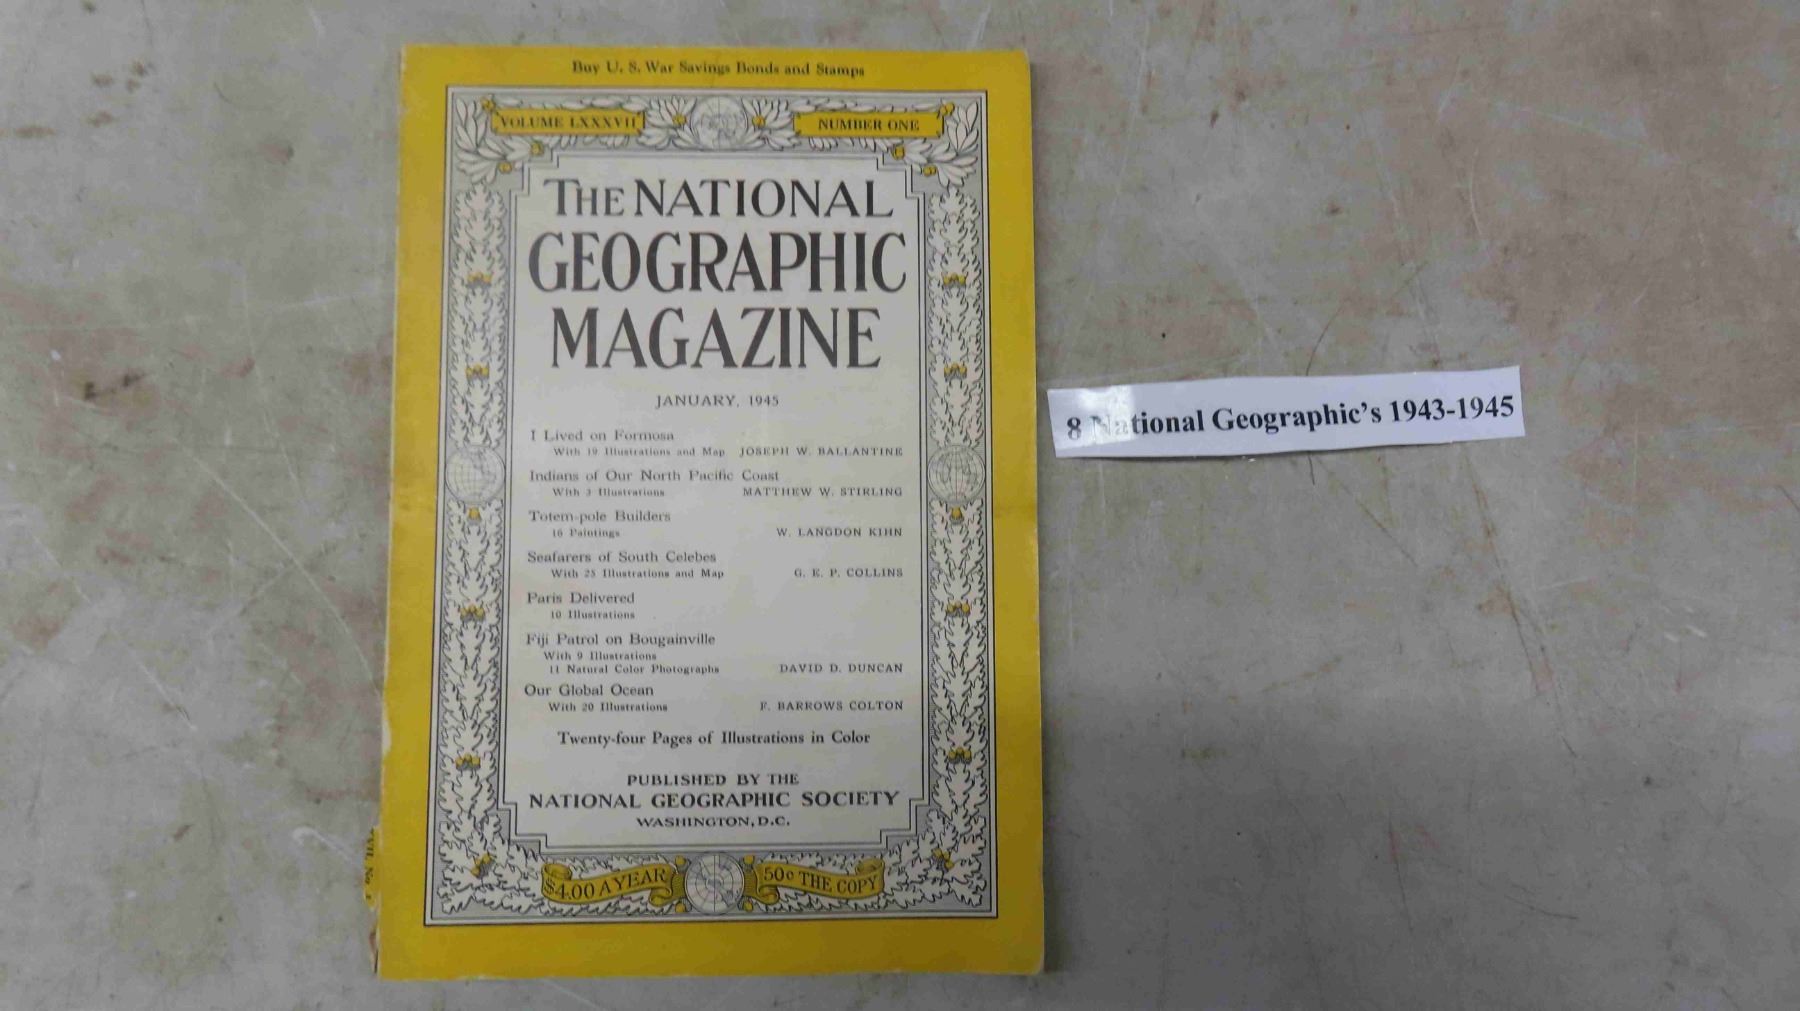 Buy U. S. War Savings Bonds and Stamps
VOLUME LXXXVII
NUMBER ONE
THE NATIONAL
GEOGRAPHIC
MAGAZINE
JANUARY, 1945
I Lived on Formosa
With 19 Illustrations and Map JOSEPH W. BALLANTINE
Indians of Our North Pacific Coast
With 3 Illustrations MATTHEW W. STIRLING
Totem-pole Builders
16 Paintings W. LANGDON KIHN
Seafarers of South Celebes
With 25 Illustrations and Map G. E. P. COLLINS
Paris Delivered
10 Illustrations
Fiji Patrol on Bougainville
With 9 Illustrations
11 Natural Color Photographs DAVID D. DUNCAN
Our Global Ocean
With 20 Illustrations F. BARROWS COLTON
Twenty-four Pages of Illustrations in Color
PUBLISHED BY THE
NATIONAL GEOGRAPHIC SOCIETY
WASHINGTON, D.C.
$4.00 A YEAR
50c THE COPY
8 National Geographic's 1943-1945